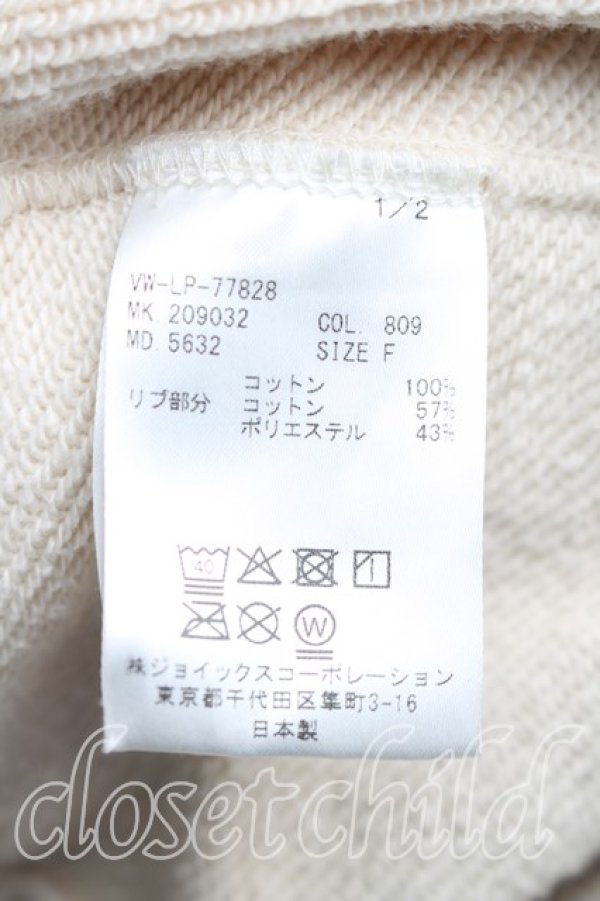 1/2
VW-LP-77828
MK. 209032 COL. 809
MD. 5632 SIZE F
コットン 100%
リブ部分 コットン 57%
ポリエステル 43%
40
W
㈱ジョイックスコーポレーション
東京都千代田区隼町3-16
日本製
closetchild